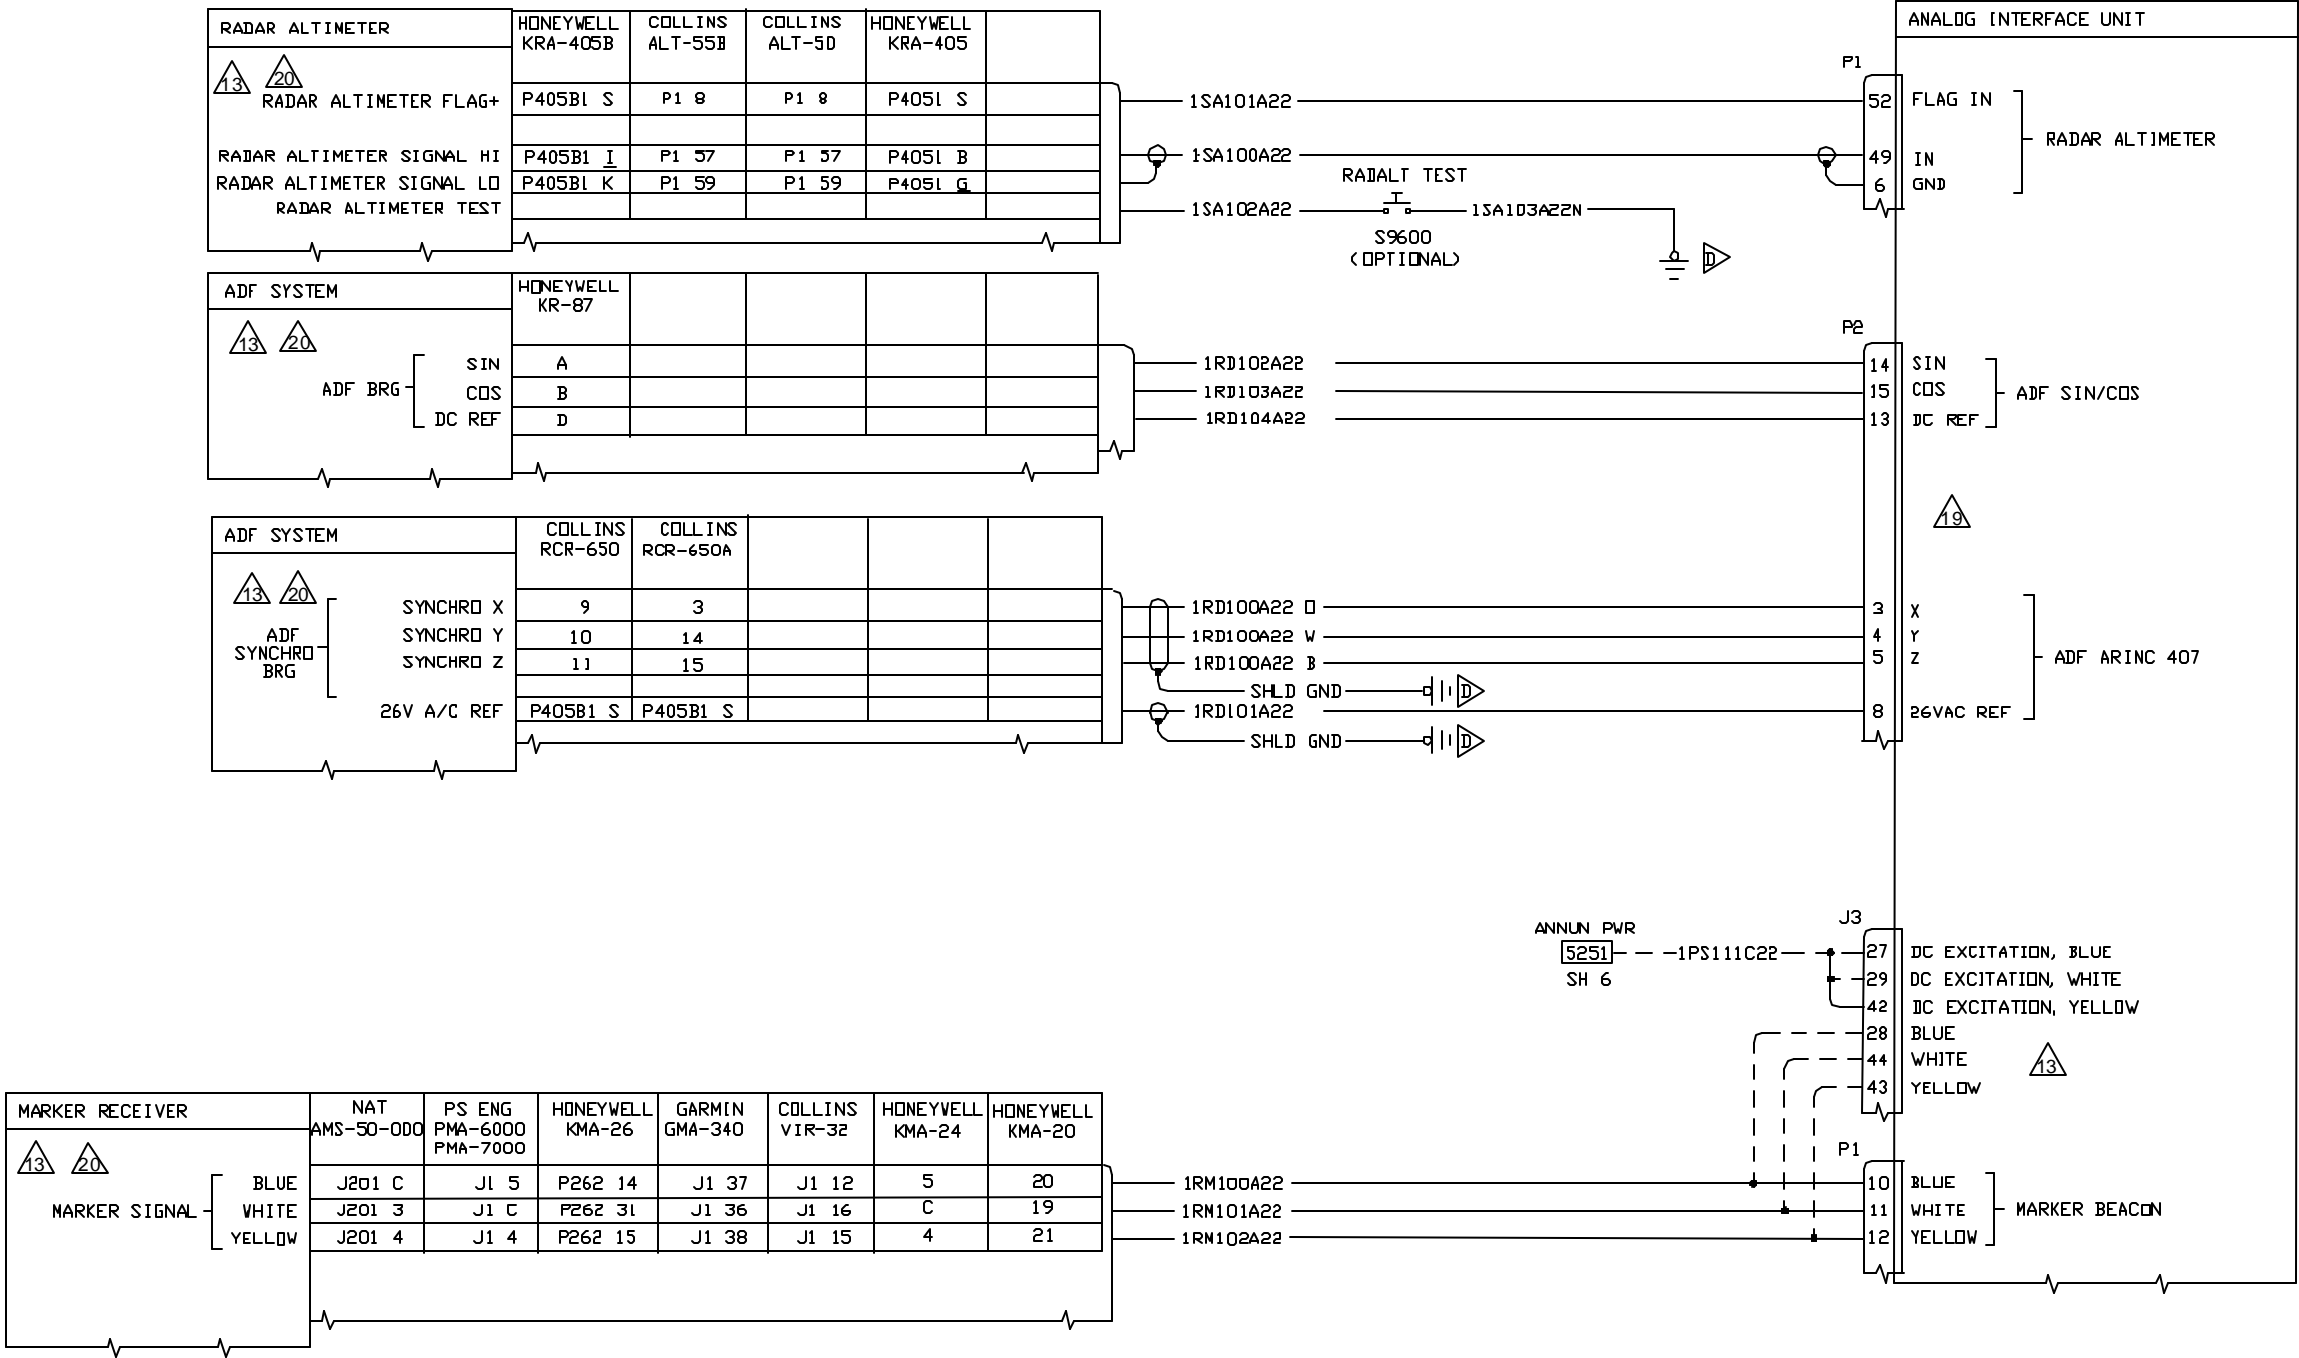 RADAR ALTIMETER
HONEYWELL KRA-405B
COLLINS ALT-55B
COLLINS ALT-5D
HONEYWELL KRA-405
13 20
RADAR ALTIMETER FLAG+ P405B1 S P1 8 P1 8 P4051 S 1SA101A22
RADAR ALTIMETER SIGNAL HI P405B1 I P1 57 P1 57 P4051 B 1SA100A22
RADAR ALTIMETER SIGNAL LO P405B1 K P1 59 P1 59 P4051 G
RADAR ALTIMETER TEST 1SA102A22
RADALT TEST
S9600
(OPTIONAL)
1SA103A22N
D
ANALOG INTERFACE UNIT
P1
52 FLAG IN
49 IN
6 GND
RADAR ALTIMETER
ADF SYSTEM
HONEYWELL KR-87
13 20
ADF BRG
SIN A 1RD102A22
COS B 1RD103A22
DC REF D 1RD104A22
P2
14 SIN
15 COS
13 DC REF
ADF SIN/COS
19
ADF SYSTEM
COLLINS RCR-650
COLLINS RCR-650A
13 20
ADF
SYNCHRO
BRG
SYNCHRO X 9 3 1RD100A22 O
SYNCHRO Y 10 14 1RD100A22 W
SYNCHRO Z 11 15 1RD100A22 B
SHLD GND D
26V A/C REF P405B1 S P405B1 S 1RD101A22
SHLD GND D
3 X
4 Y
5 Z
8 26VAC REF
ADF ARINC 407
ANNUN PWR
5251
SH 6
1PS111C22
J3
27 DC EXCITATION, BLUE
29 DC EXCITATION, WHITE
42 DC EXCITATION, YELLOW
28 BLUE
44 WHITE
43 YELLOW
13
MARKER RECEIVER
NAT AMS-50-0D0
PS ENG PMA-6000 PMA-7000
HONEYWELL KMA-26
GARMIN GMA-340
COLLINS VIR-32
HONEYWELL KMA-24
HONEYWELL KMA-20
13 20
MARKER SIGNAL
BLUE J201 C J1 5 P262 14 J1 37 J1 12 5 20 1RM100A22
WHITE J201 3 J1 C P262 31 J1 36 J1 16 C 19 1RM101A22
YELLOW J201 4 J1 4 P262 15 J1 38 J1 15 4 21 1RM102A22
P1
10 BLUE
11 WHITE
12 YELLOW
MARKER BEACON